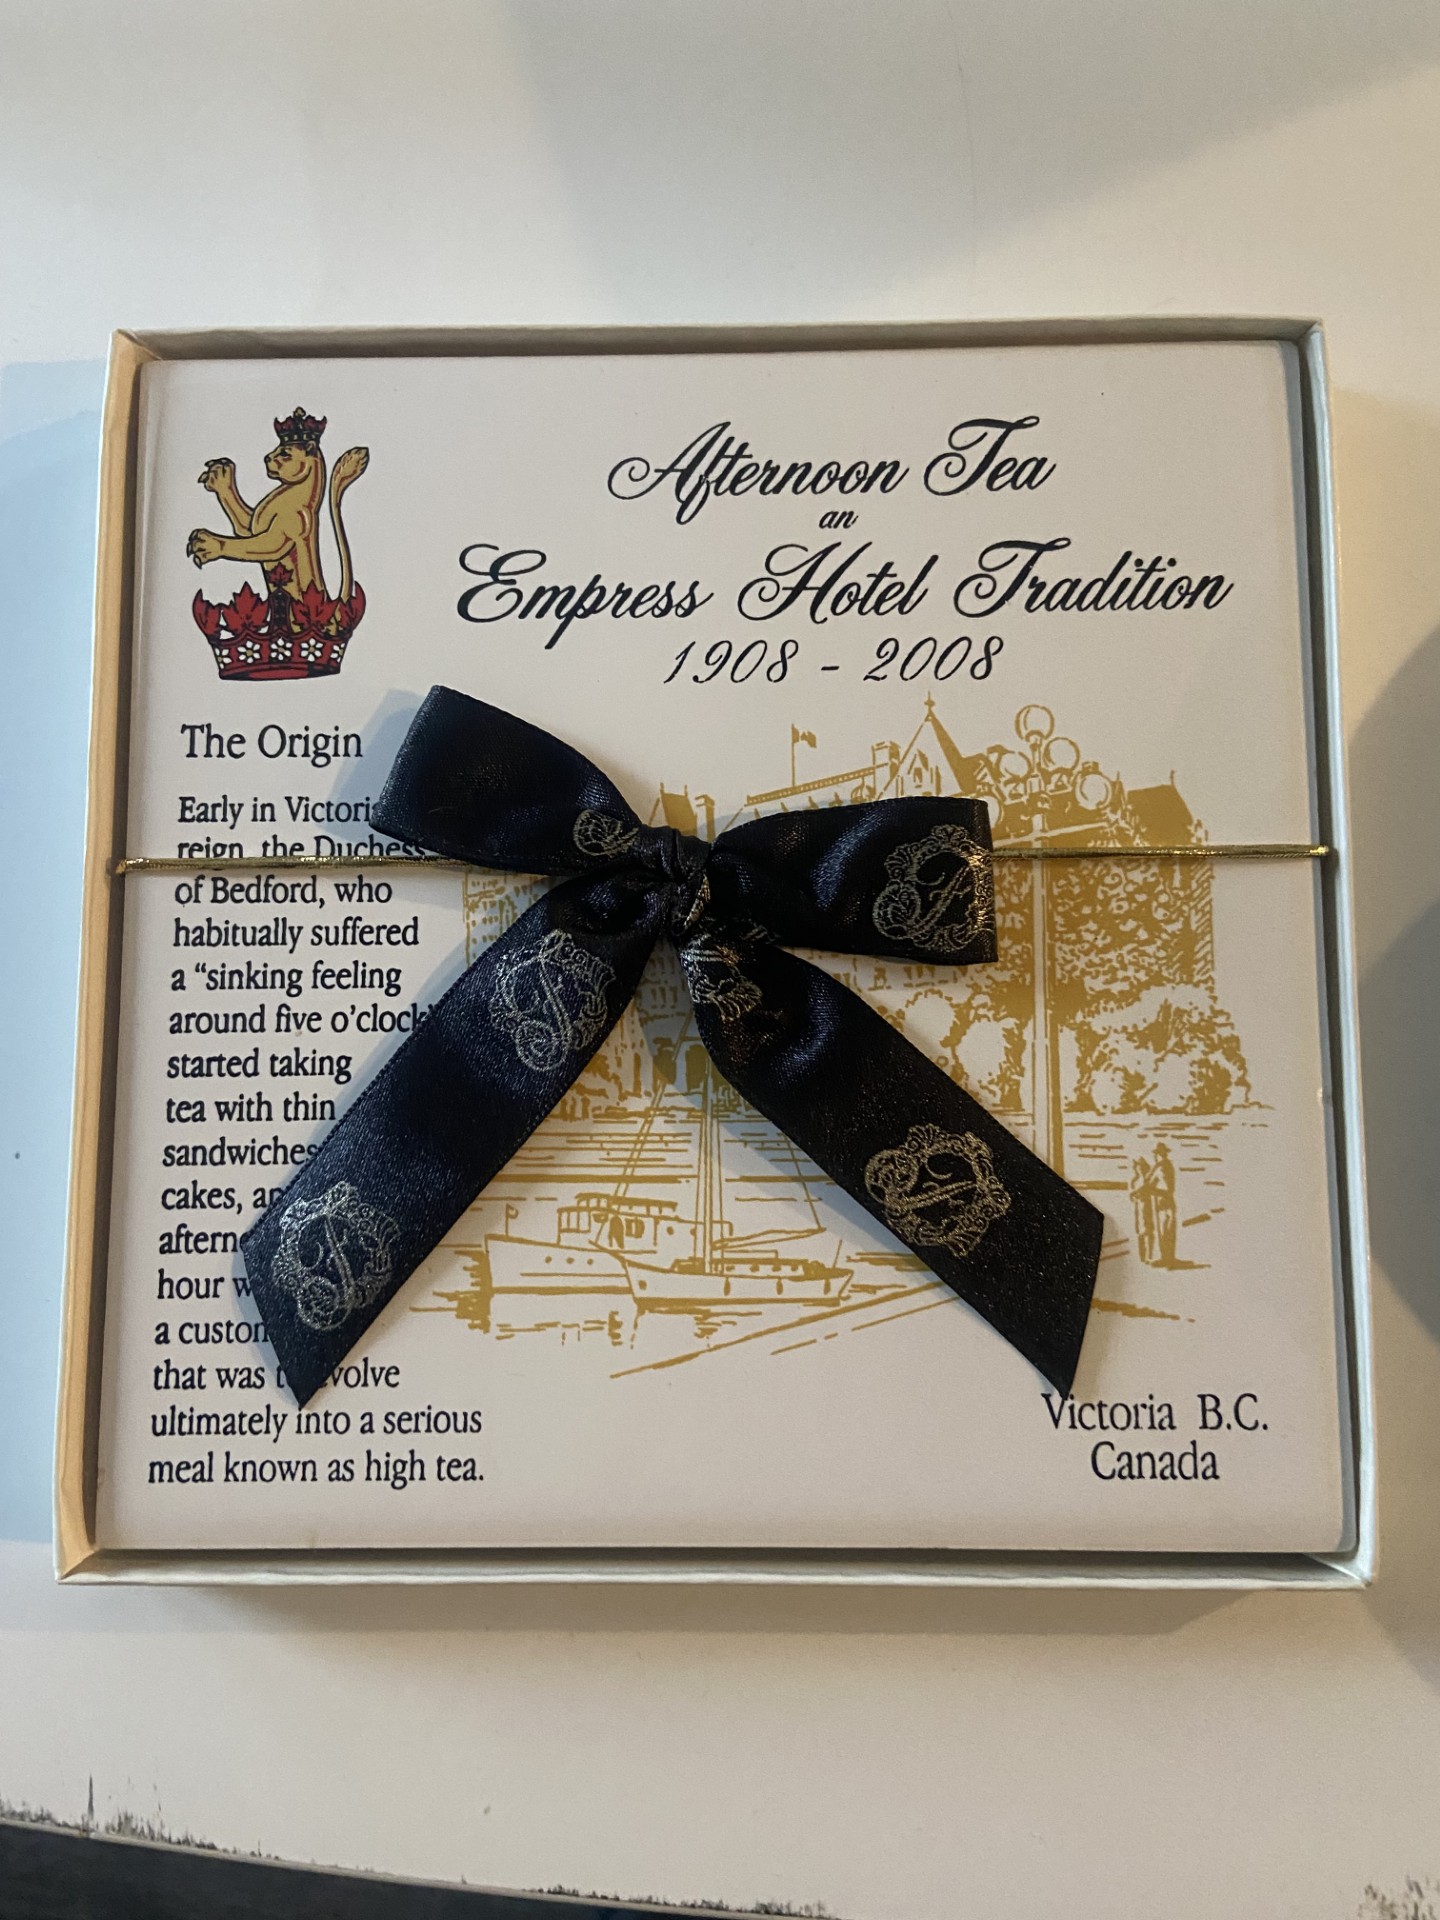 Afternoon Tea
an
Empress Hotel Tradition
1908 - 2008
The Origin
Early in
reign, the Duchess
of Bedford, who
habitually suffered
a “sinking feeling
around five o’clock”
started taking
tea with thin
sandwiches
cakes,
hour
a
that was
ultimately into a serious
meal known as high tea.
Victoria B.C.
Canada